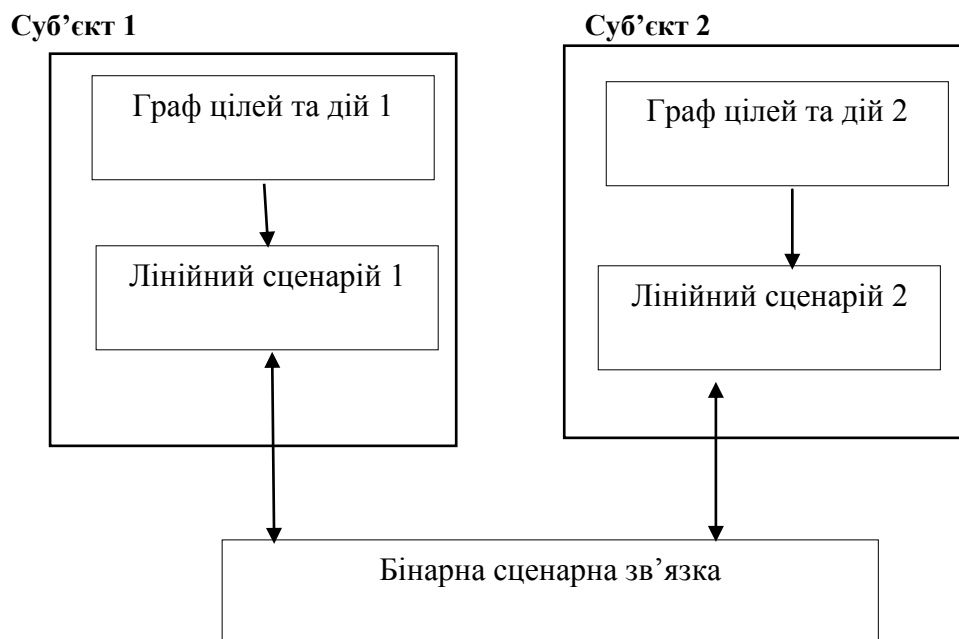 Суб’єкт 1
Суб’єкт 2
Граф цілей та дій 1
Граф цілей та дій 2
Лінійний сценарій 1
Лінійний сценарій 2
Бінарна сценарна зв’язка